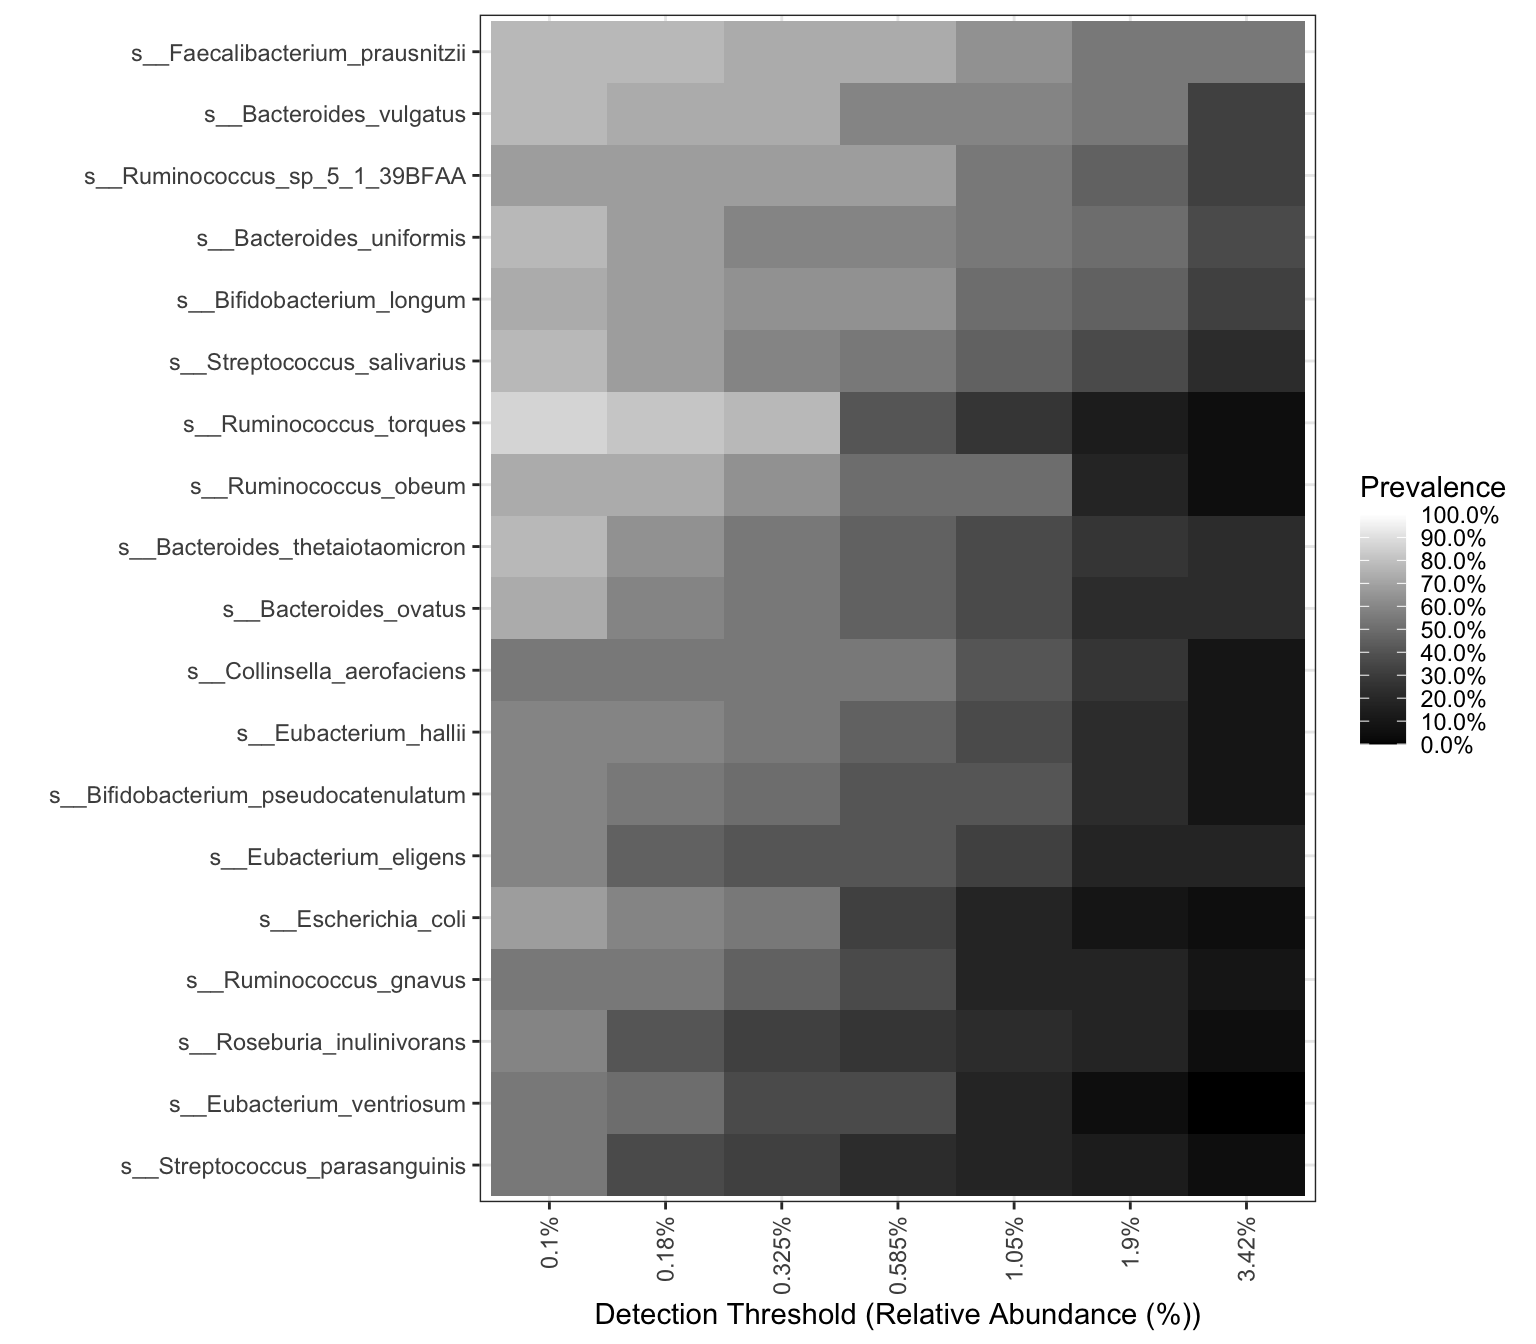 s__Faecalibacterium_prausnitzii
s__Bacteroides_vulgatus
s__Ruminococcus_sp_5_1_39BFAA
s__Bacteroides_uniformis
s__Bifidobacterium_longum
s__Streptococcus_salivarius
s__Ruminococcus_torques
s__Ruminococcus_obeum
s__Bacteroides_thetaiotaomicron
s__Bacteroides_ovatus
s__Collinsella_aerofaciens
s__Eubacterium_hallii
s__Bifidobacterium_pseudocatenulatum
s__Eubacterium_eligens
s__Escherichia_coli
s__Ruminococcus_gnavus
s__Roseburia_inulinivorans
s__Eubacterium_ventriosum
s__Streptococcus_parasanguinis
0.1%
0.18%
0.325%
0.585%
1.05%
1.9%
3.42%
Detection Threshold (Relative Abundance (%))
Prevalence
100.0%
90.0%
80.0%
70.0%
60.0%
50.0%
40.0%
30.0%
20.0%
10.0%
0.0%